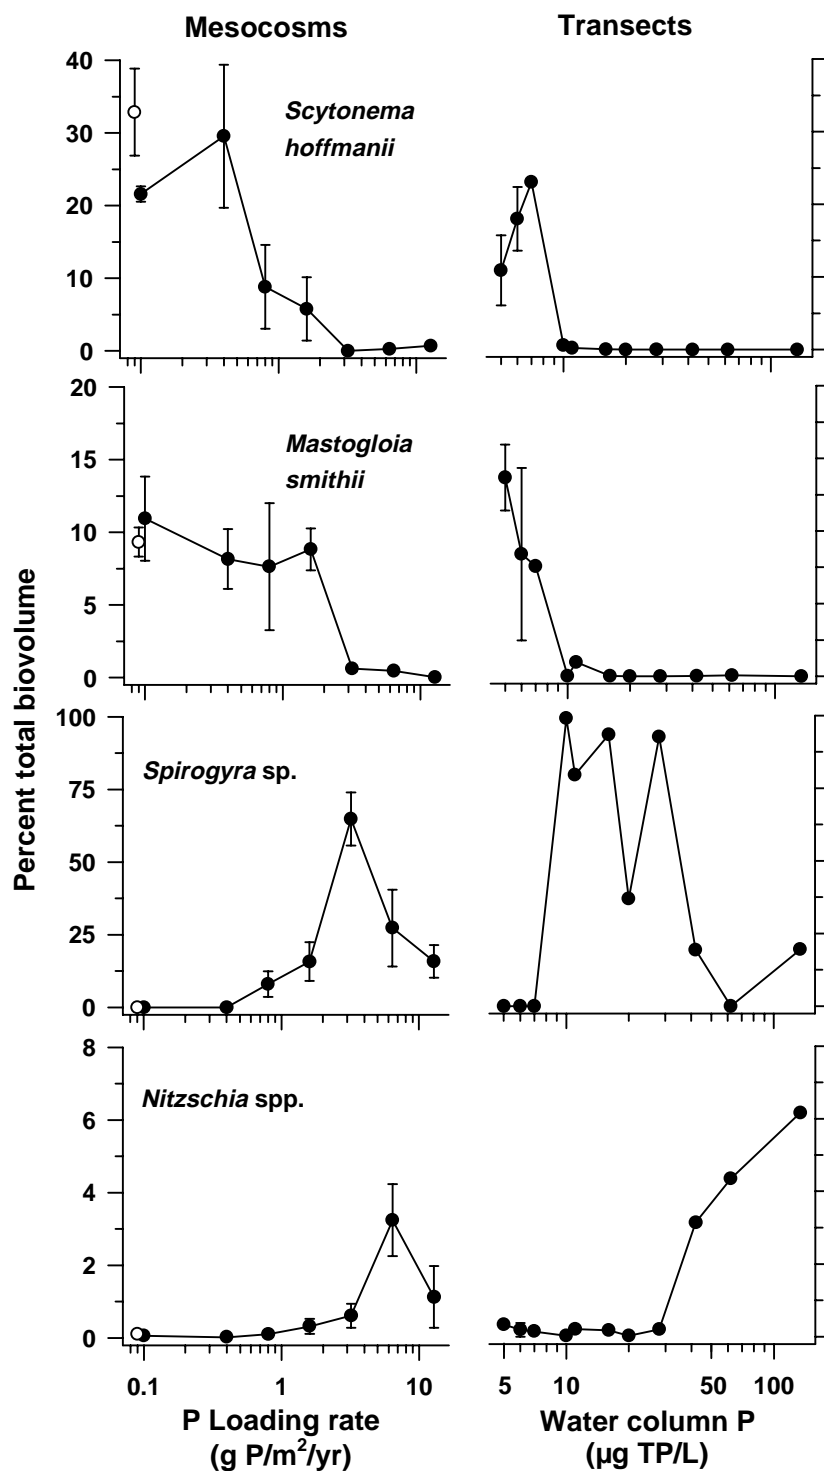 Mesocosms
Transects
40
30
20
10
0
Scytonema
hoffmanii
20
15
10
5
0
Mastogloia
smithii
Percent total biovolume
100
75
50
25
0
Spirogyra sp.
8
6
4
2
0
Nitzschia spp.
0.1 1 10
5 10 50 100
P Loading rate
(g P/m²/yr)
Water column P
(µg TP/L)